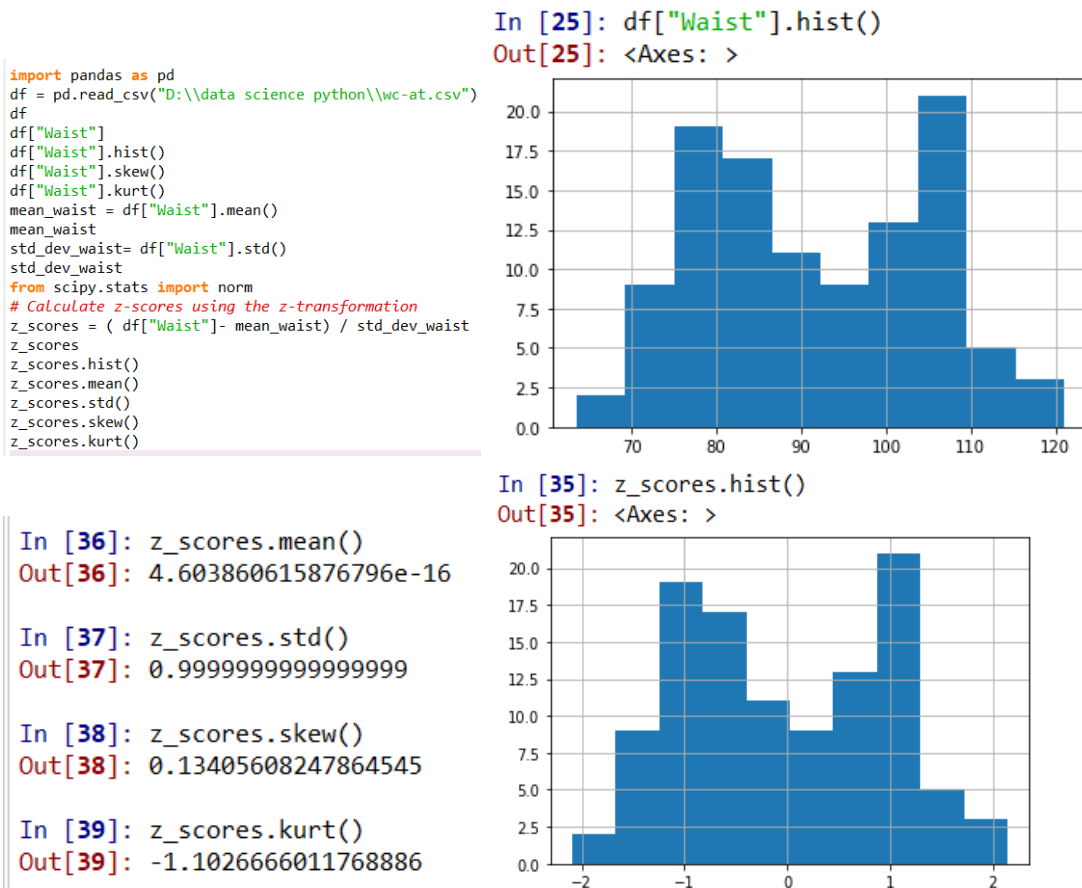 import pandas as pd
df = pd.read_csv("D:\\data science python\\wc-at.csv")
df
df["Waist"]
df["Waist"].hist()
df["Waist"].skew()
df["Waist"].kurt()
mean_waist = df["Waist"].mean()
mean_waist
std_dev_waist= df["Waist"].std()
std_dev_waist
from scipy.stats import norm
# Calculate z-scores using the z-transformation
z_scores = ( df["Waist"]- mean_waist) / std_dev_waist
z_scores
z_scores.hist()
z_scores.mean()
z_scores.std()
z_scores.skew()
z_scores.kurt()
In [25]: df["Waist"].hist()
Out[25]: <Axes: >
20.0
17.5
15.0
12.5
10.0
7.5
5.0
2.5
0.0
70 80 90 100 110 120
In [36]: z_scores.mean()
Out[36]: 4.603860615876796e-16
In [37]: z_scores.std()
Out[37]: 0.9999999999999999
In [38]: z_scores.skew()
Out[38]: 0.13405608247864545
In [39]: z_scores.kurt()
Out[39]: -1.1026666011768886
In [35]: z_scores.hist()
Out[35]: <Axes: >
20.0
17.5
15.0
12.5
10.0
7.5
5.0
2.5
0.0
−2 −1 0 1 2